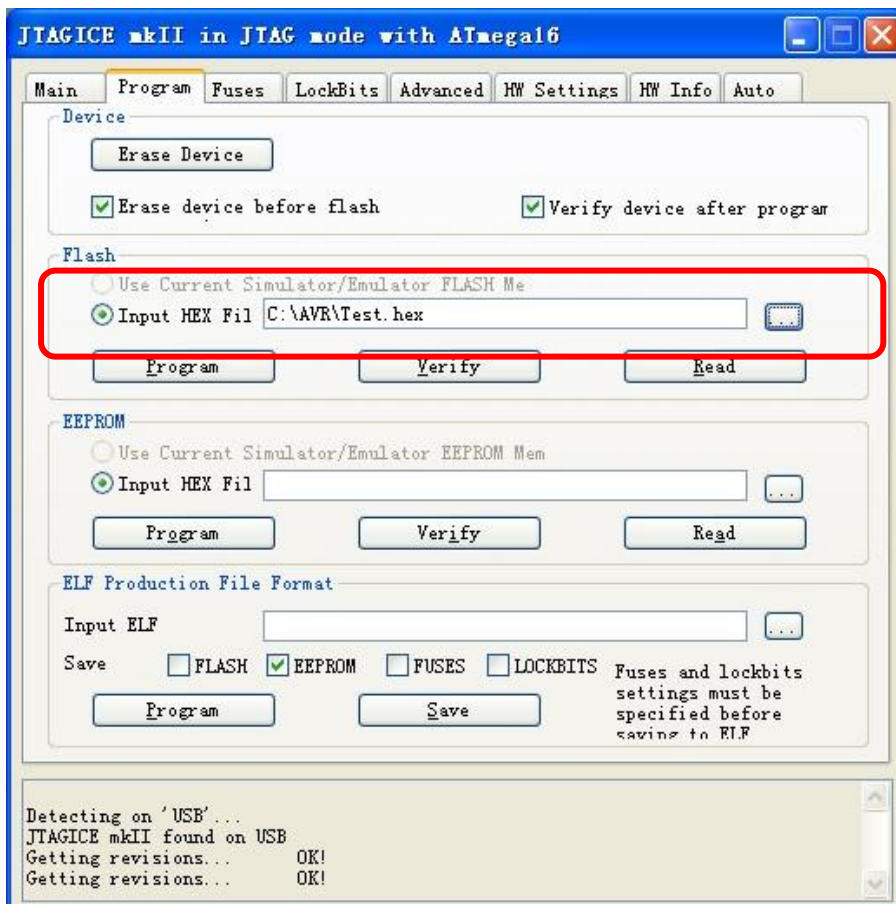 JTAGICE mkII in JTAG mode with ATmega16
Main Program Fuses LockBits Advanced HW Settings HW Info Auto
Device
Erase Device
Erase device before flash Verify device after program
Flash
Use Current Simulator/Emulator FLASH Me
Input HEX Fil C:\AVR\Test.hex ...
Program Verify Read
EEPROM
Use Current Simulator/Emulator EEPROM Mem
Input HEX Fil ...
Program Verify Read
ELF Production File Format
Input ELF ...
Save FLASH EEPROM FUSES LOCKBITS
Fuses and lockbits
settings must be
specified before
saving to ELF
Program Save
Detecting on 'USB'...
JTAGICE mkII found on USB
Getting revisions... OK!
Getting revisions... OK!